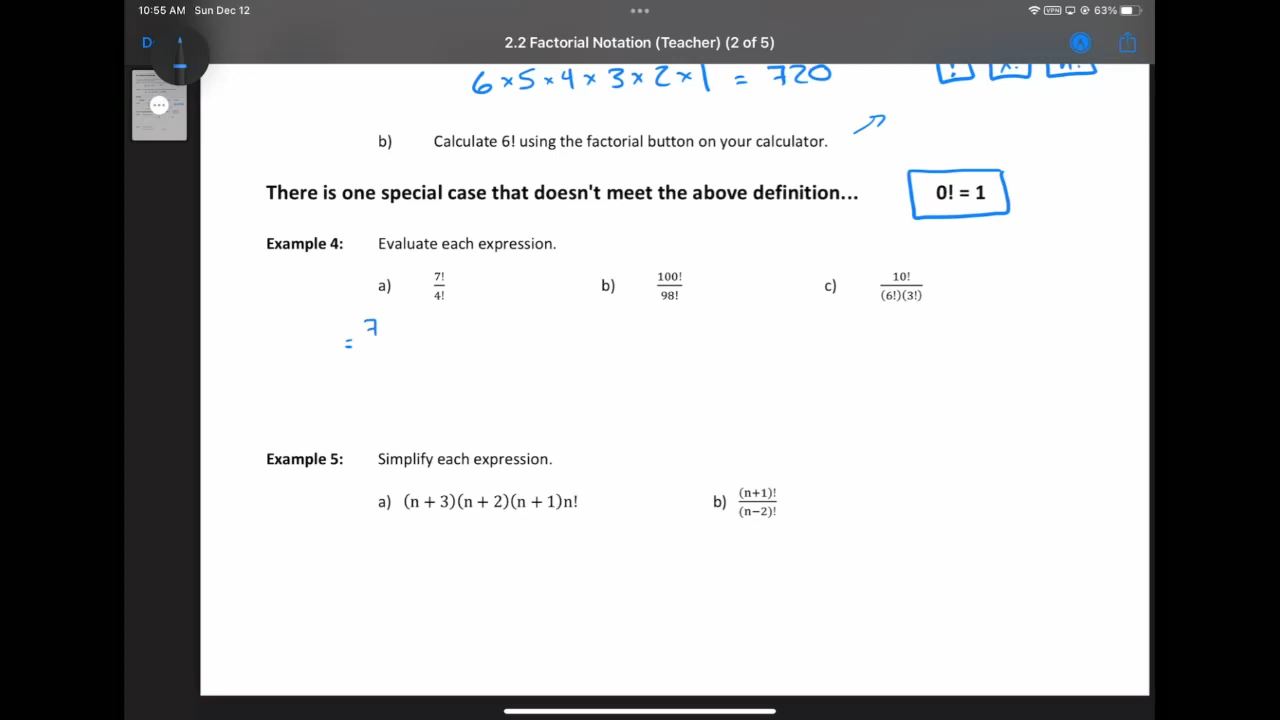 10:55 AM Sun Dec 12
VPN 63%
D
2.2 Factorial Notation (Teacher) (2 of 5)
6 × 5 × 4 × 3 × 2 × 1 = 720
b) Calculate 6! using the factorial button on your calculator.
There is one special case that doesn't meet the above definition... 0! = 1
Example 4: Evaluate each expression.
a) 7!/4! b) 100!/98! c) 10!/(6!)(3!)
= 7
Example 5: Simplify each expression.
a) (n + 3)(n + 2)(n + 1)n! b) (n+1)!/(n−2)!